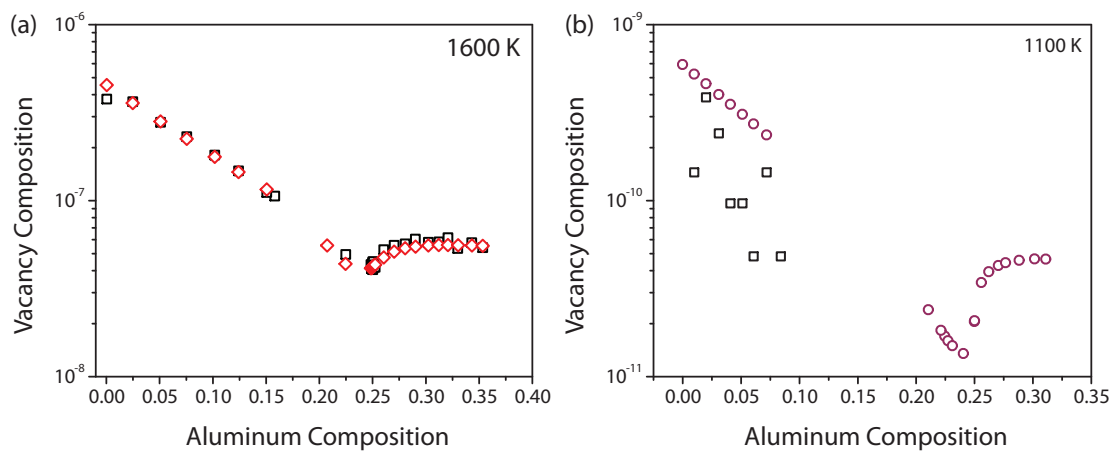 (a)
1600 K
10^-6
10^-7
10^-8
Vacancy Composition
0.00 0.05 0.10 0.15 0.20 0.25 0.30 0.35 0.40
Aluminum Composition
(b)
1100 K
10^-9
10^-10
10^-11
Vacancy Composition
0.00 0.05 0.10 0.15 0.20 0.25 0.30 0.35
Aluminum Composition